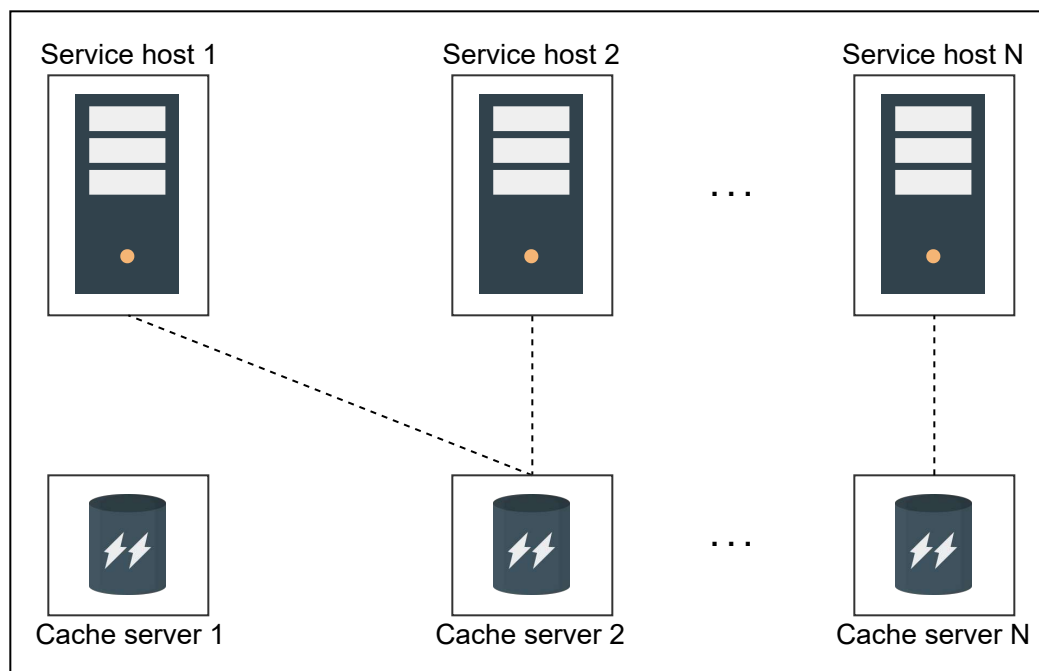 Service host 1
Service host 2
Service host N
...
Cache server 1
Cache server 2
...
Cache server N